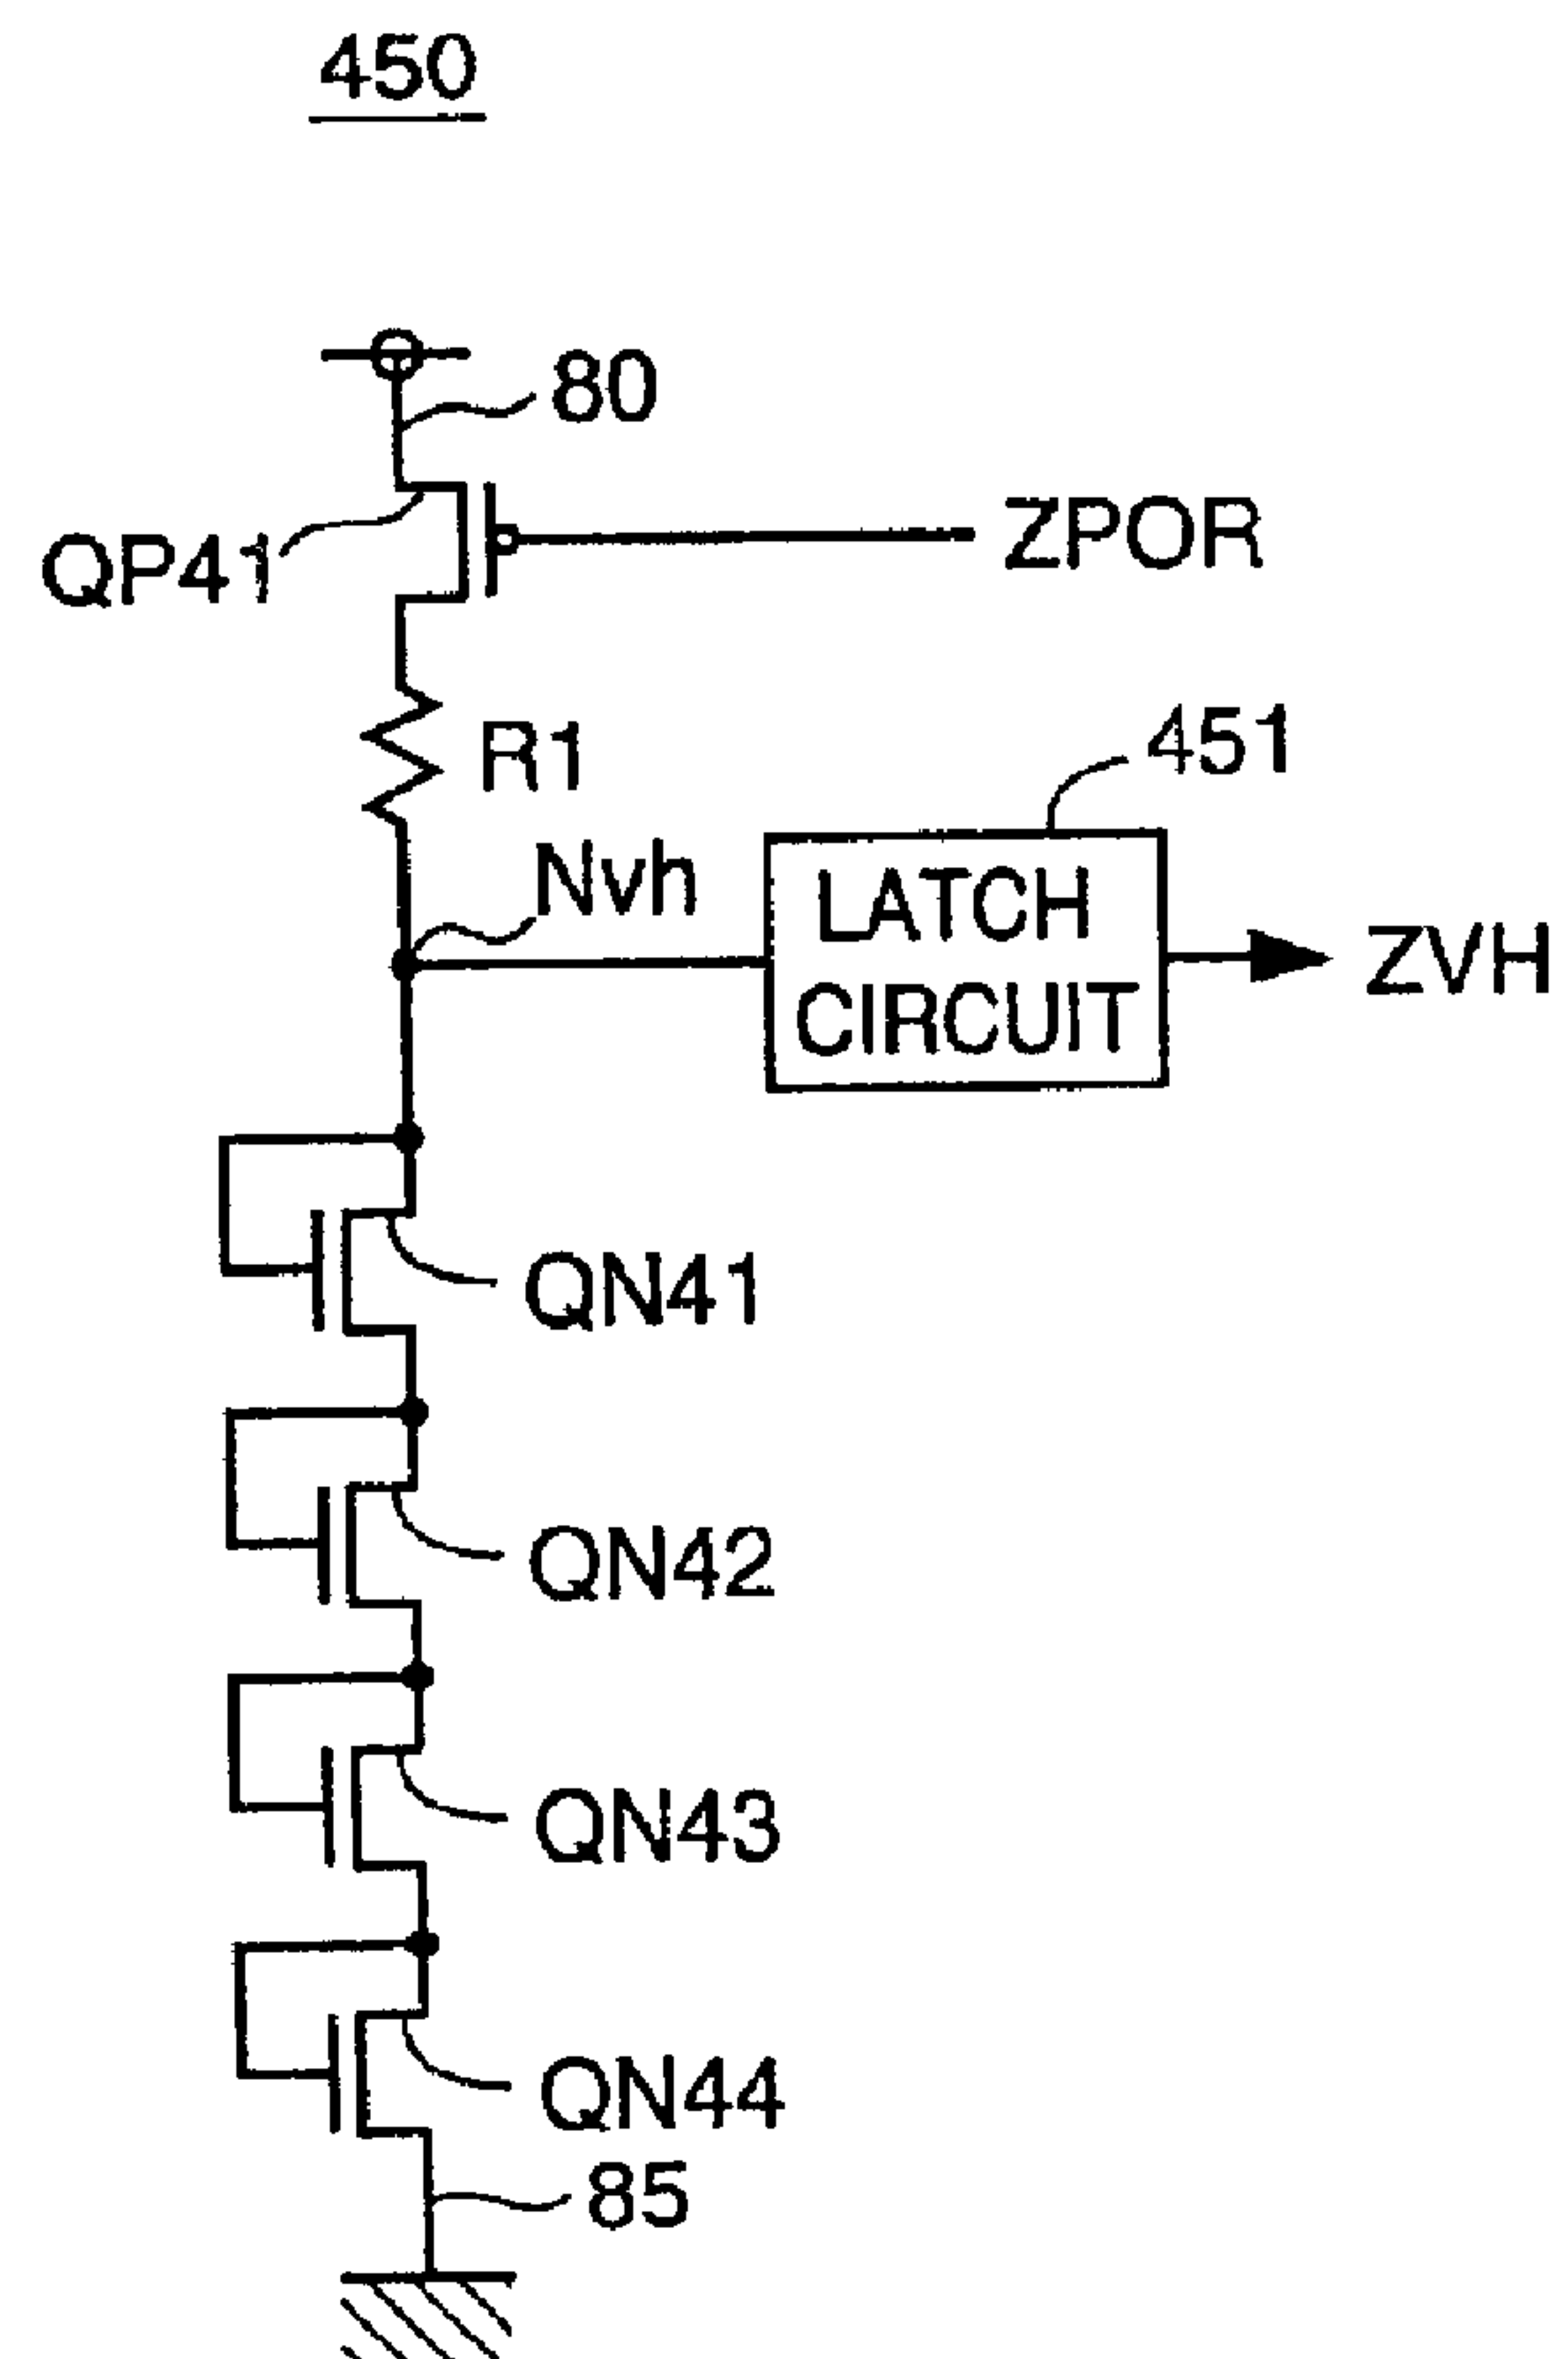 450
80
QP41
ZPOR
R1
451
Nvh
LATCH
CIRCUIT
ZVH
QN41
QN42
QN43
QN44
85